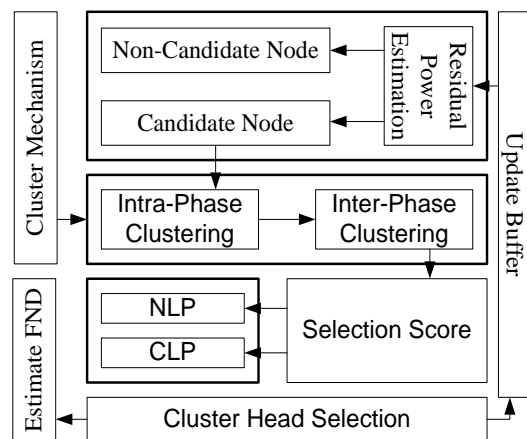 Cluster Mechanism
Non-Candidate Node
Candidate Node
Residual
Power
Estimation
Update Buffer
Intra-Phase
Clustering
Inter-Phase
Clustering
Estimate FND
NLP
CLP
Selection Score
Cluster Head Selection